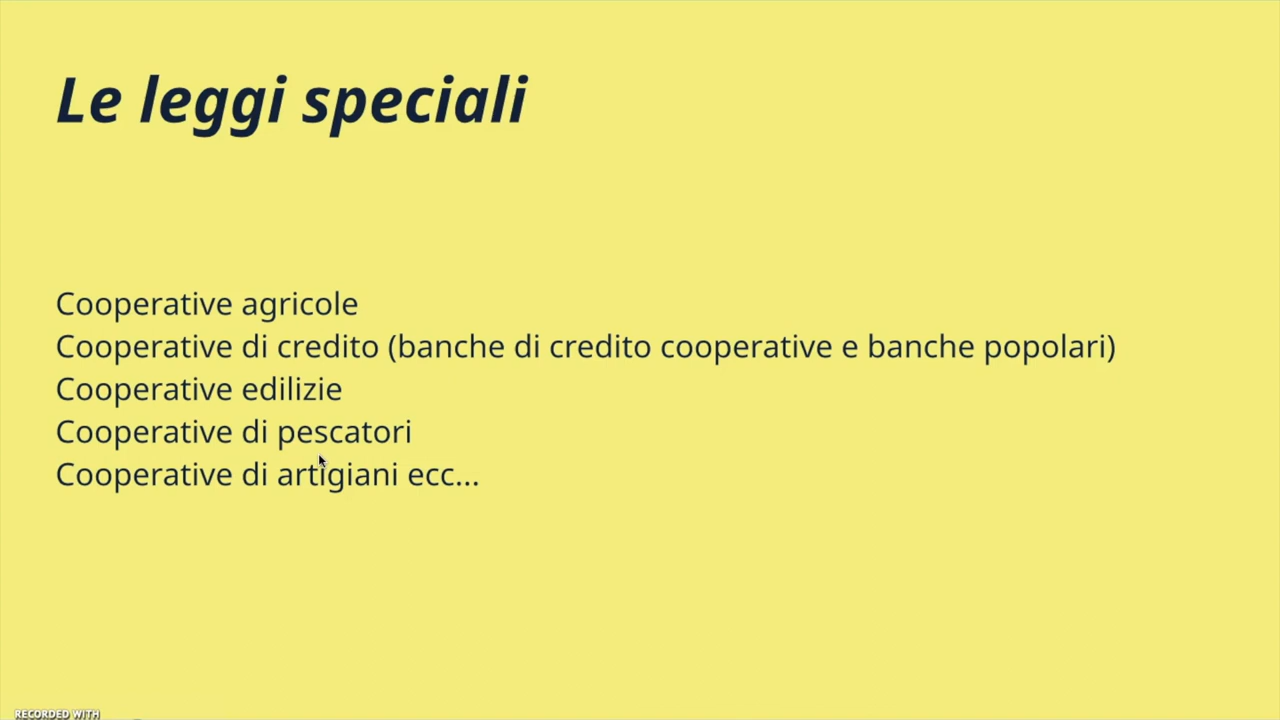 Le leggi speciali
Cooperative agricole
Cooperative di credito (banche di credito cooperative e banche popolari)
Cooperative edilizie
Cooperative di pescatori
Cooperative di artigiani ecc...
RECORDED WITH